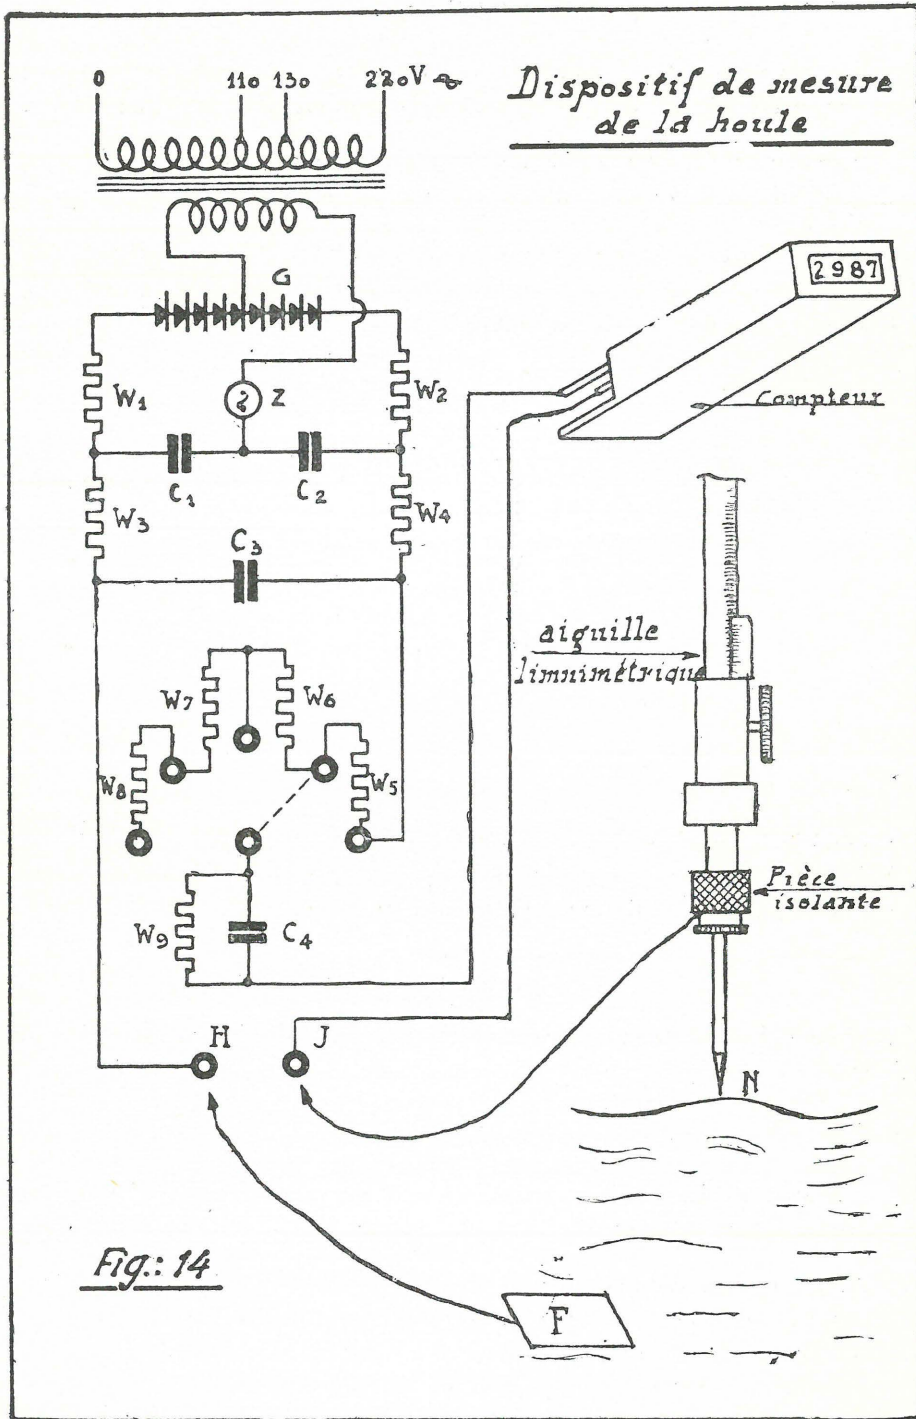 0 110 130 220V
Dispositif de mesure
de la houle
G
2987
W1
Z
W2
Compteur
C1
C2
W3
W4
C3
aiguille
limnimétrique
W7
W6
W8
W5
Pièce
isolante
W9
C4
H
J
N
Fig.: 14
F